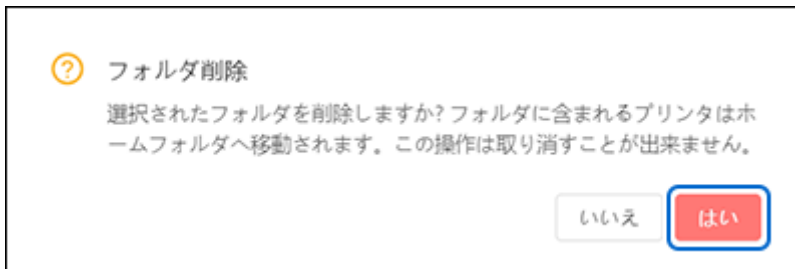 フォルダ削除
選択されたフォルダを削除しますか? フォルダに含まれるプリンタはホ
ームフォルダへ移動されます。この操作は取り消すことが出来ません。
いいえ はい